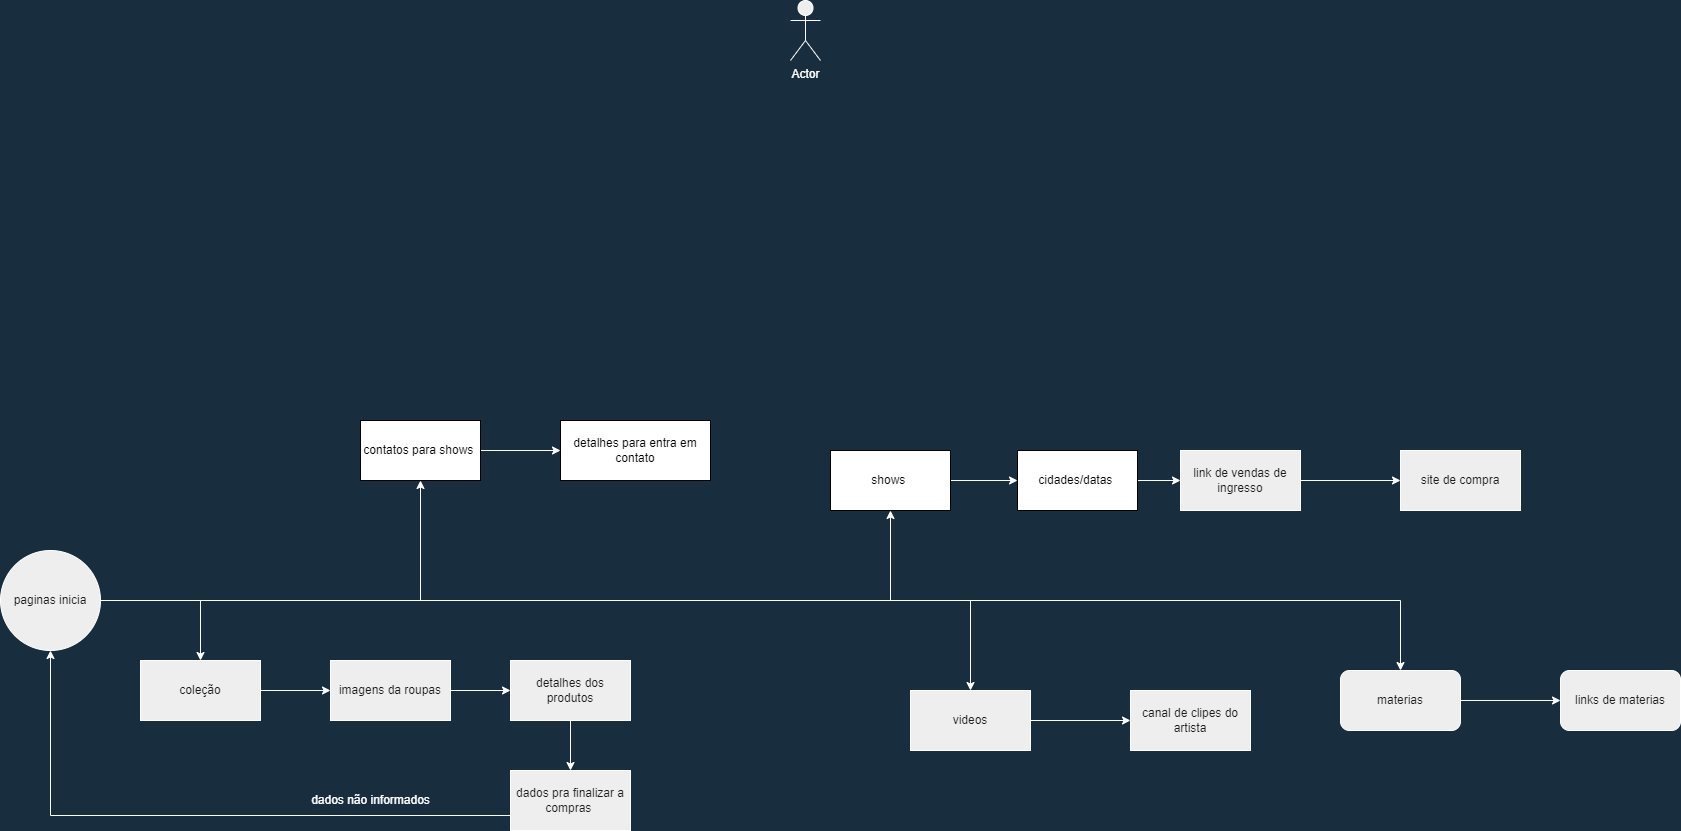 Actor
contatos para shows
detalhes para entra em
contato
shows
cidades/datas
link de vendas de
ingresso
site de compra
paginas inicia
coleção
imagens da roupas
detalhes dos
produtos
videos
canal de clipes do
artista
materias
links de materias
dados não informados
dados pra finalizar a
compras